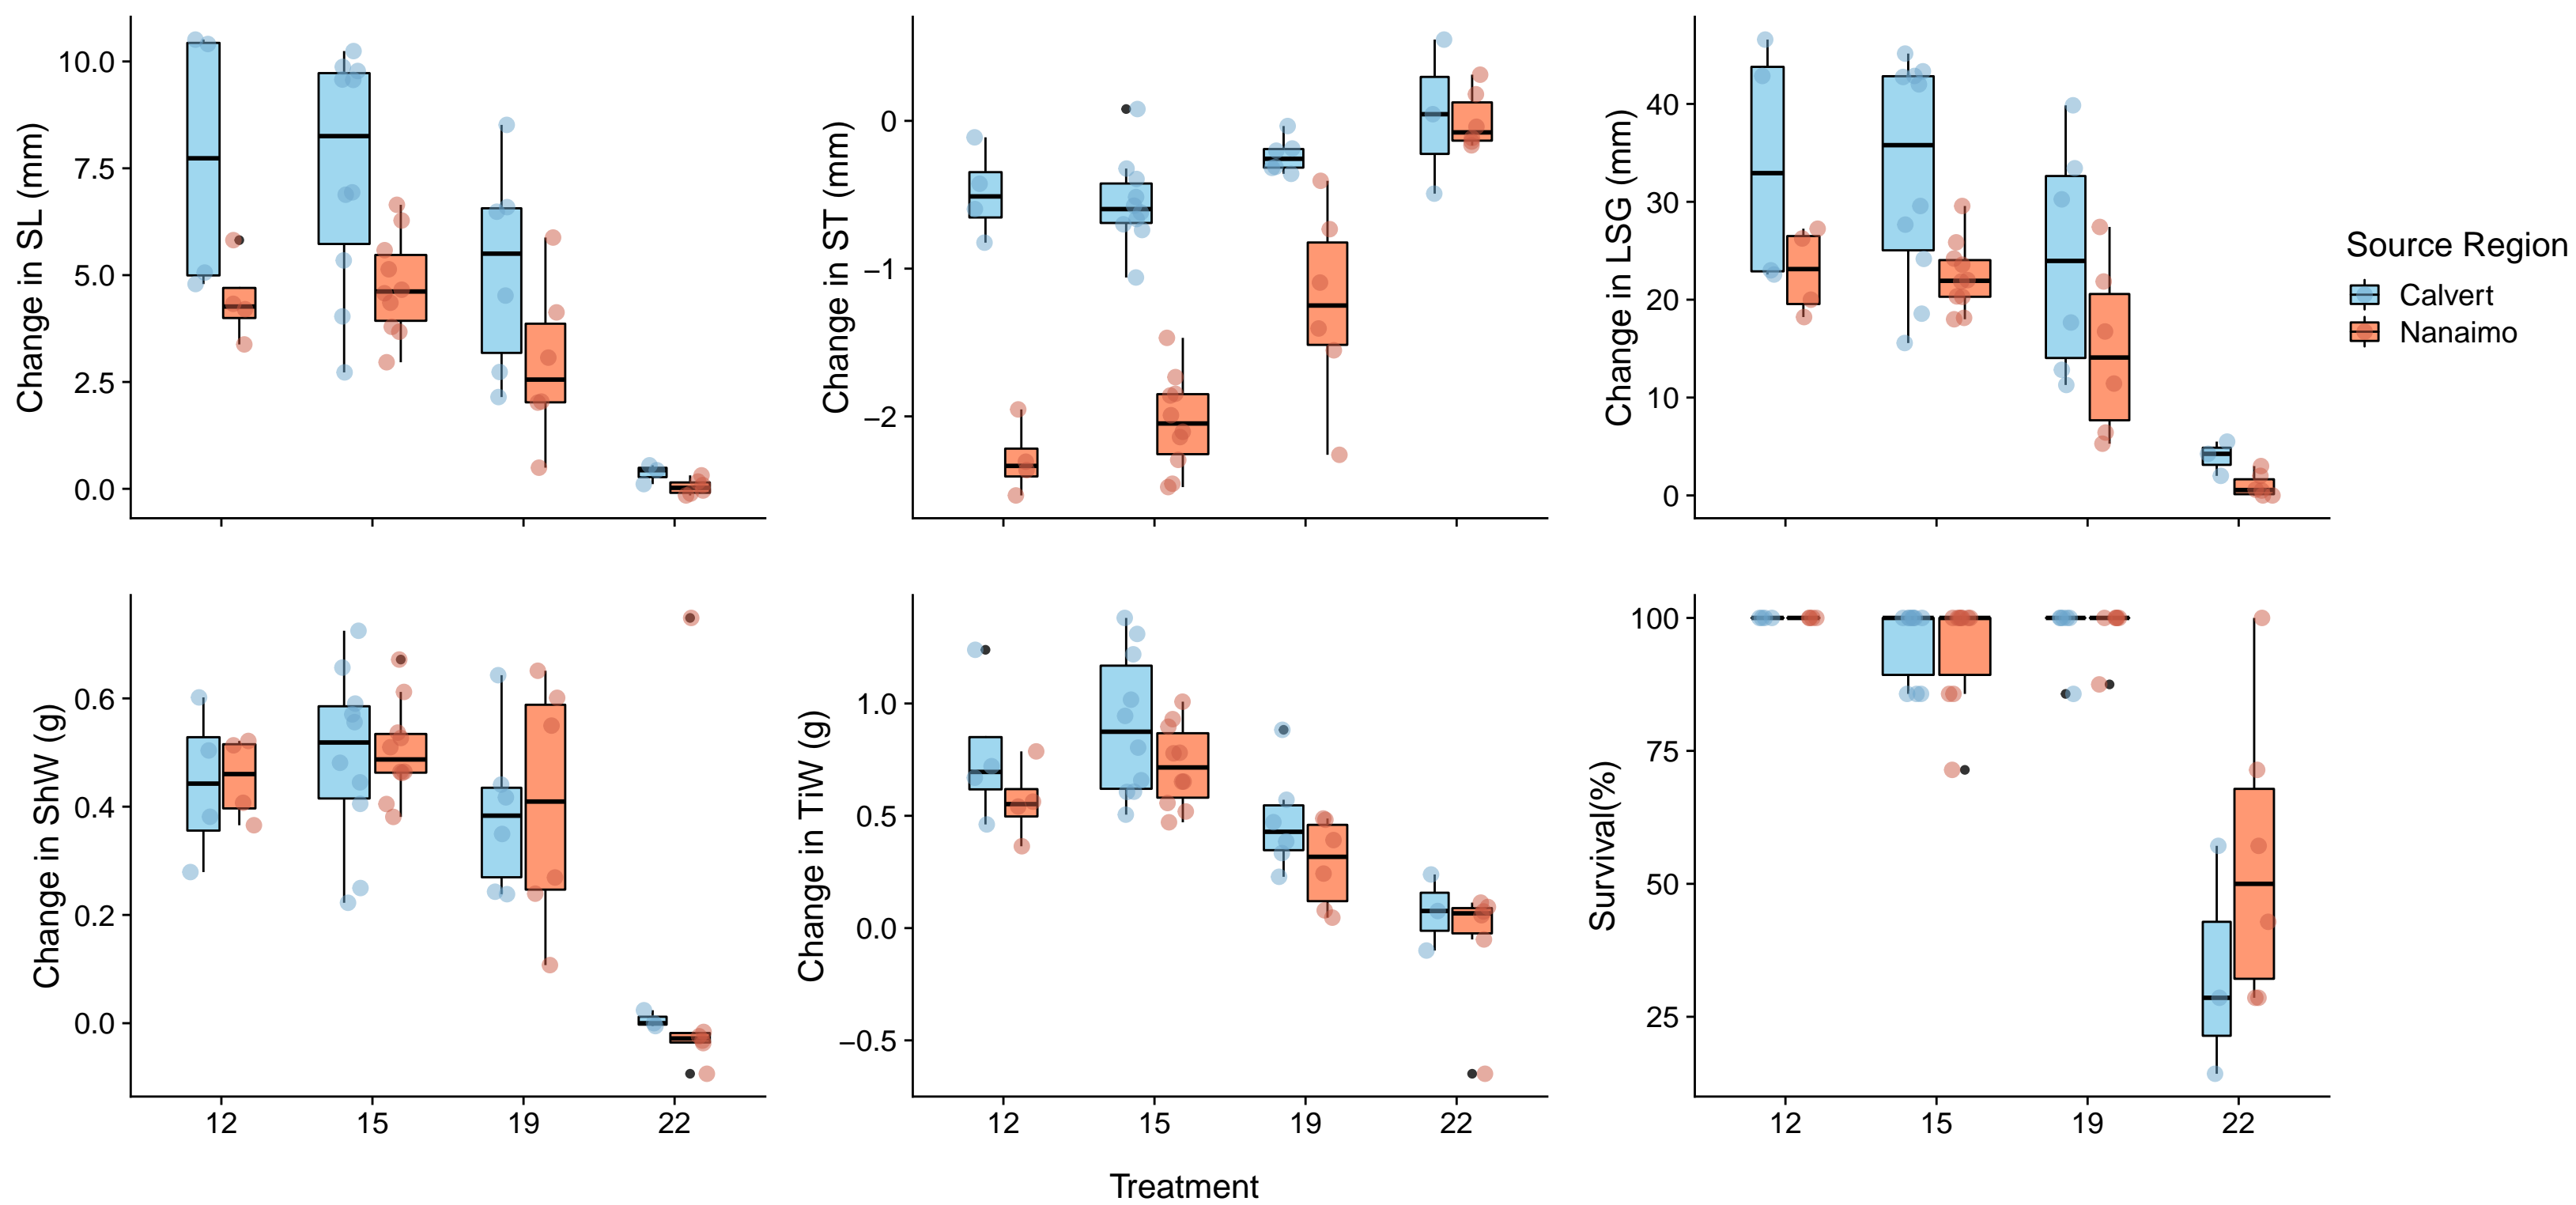 Change in SL (mm)
10.0
7.5
5.0
2.5
0.0
Change in ST (mm)
0
−1
−2
Change in LSG (mm)
40
30
20
10
0
Source Region
Calvert
Nanaimo
Change in ShW (g)
0.6
0.4
0.2
0.0
12 15 19 22
Change in TiW (g)
1.0
0.5
0.0
−0.5
12 15 19 22
Survival(%)
100
75
50
25
12 15 19 22
Treatment